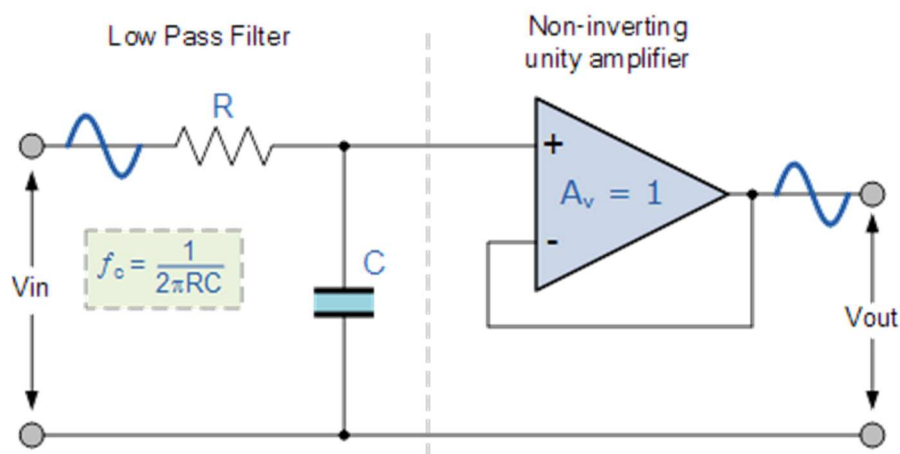 Low Pass Filter
Non-inverting
unity amplifier
R
+
Aᵥ = 1
-
C
f꜀ = 1/2πRC
Vin
Vout